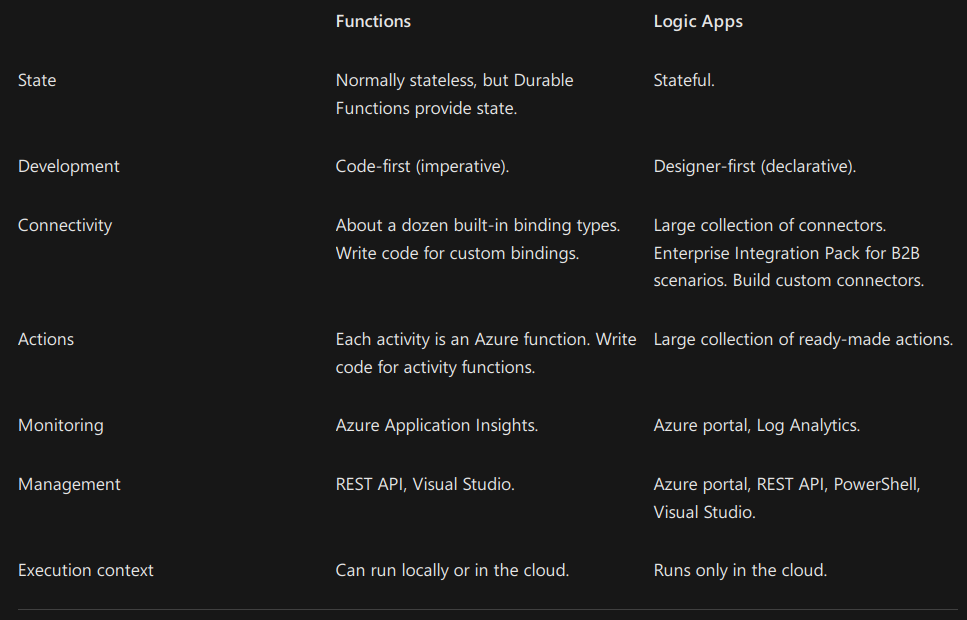 Functions Logic Apps
State Normally stateless, but Durable Stateful.
Functions provide state.
Development Code-first (imperative). Designer-first (declarative).
Connectivity About a dozen built-in binding types. Large collection of connectors.
Write code for custom bindings. Enterprise Integration Pack for B2B
scenarios. Build custom connectors.
Actions Each activity is an Azure function. Write Large collection of ready-made actions.
code for activity functions.
Monitoring Azure Application Insights. Azure portal, Log Analytics.
Management REST API, Visual Studio. Azure portal, REST API, PowerShell,
Visual Studio.
Execution context Can run locally or in the cloud. Runs only in the cloud.